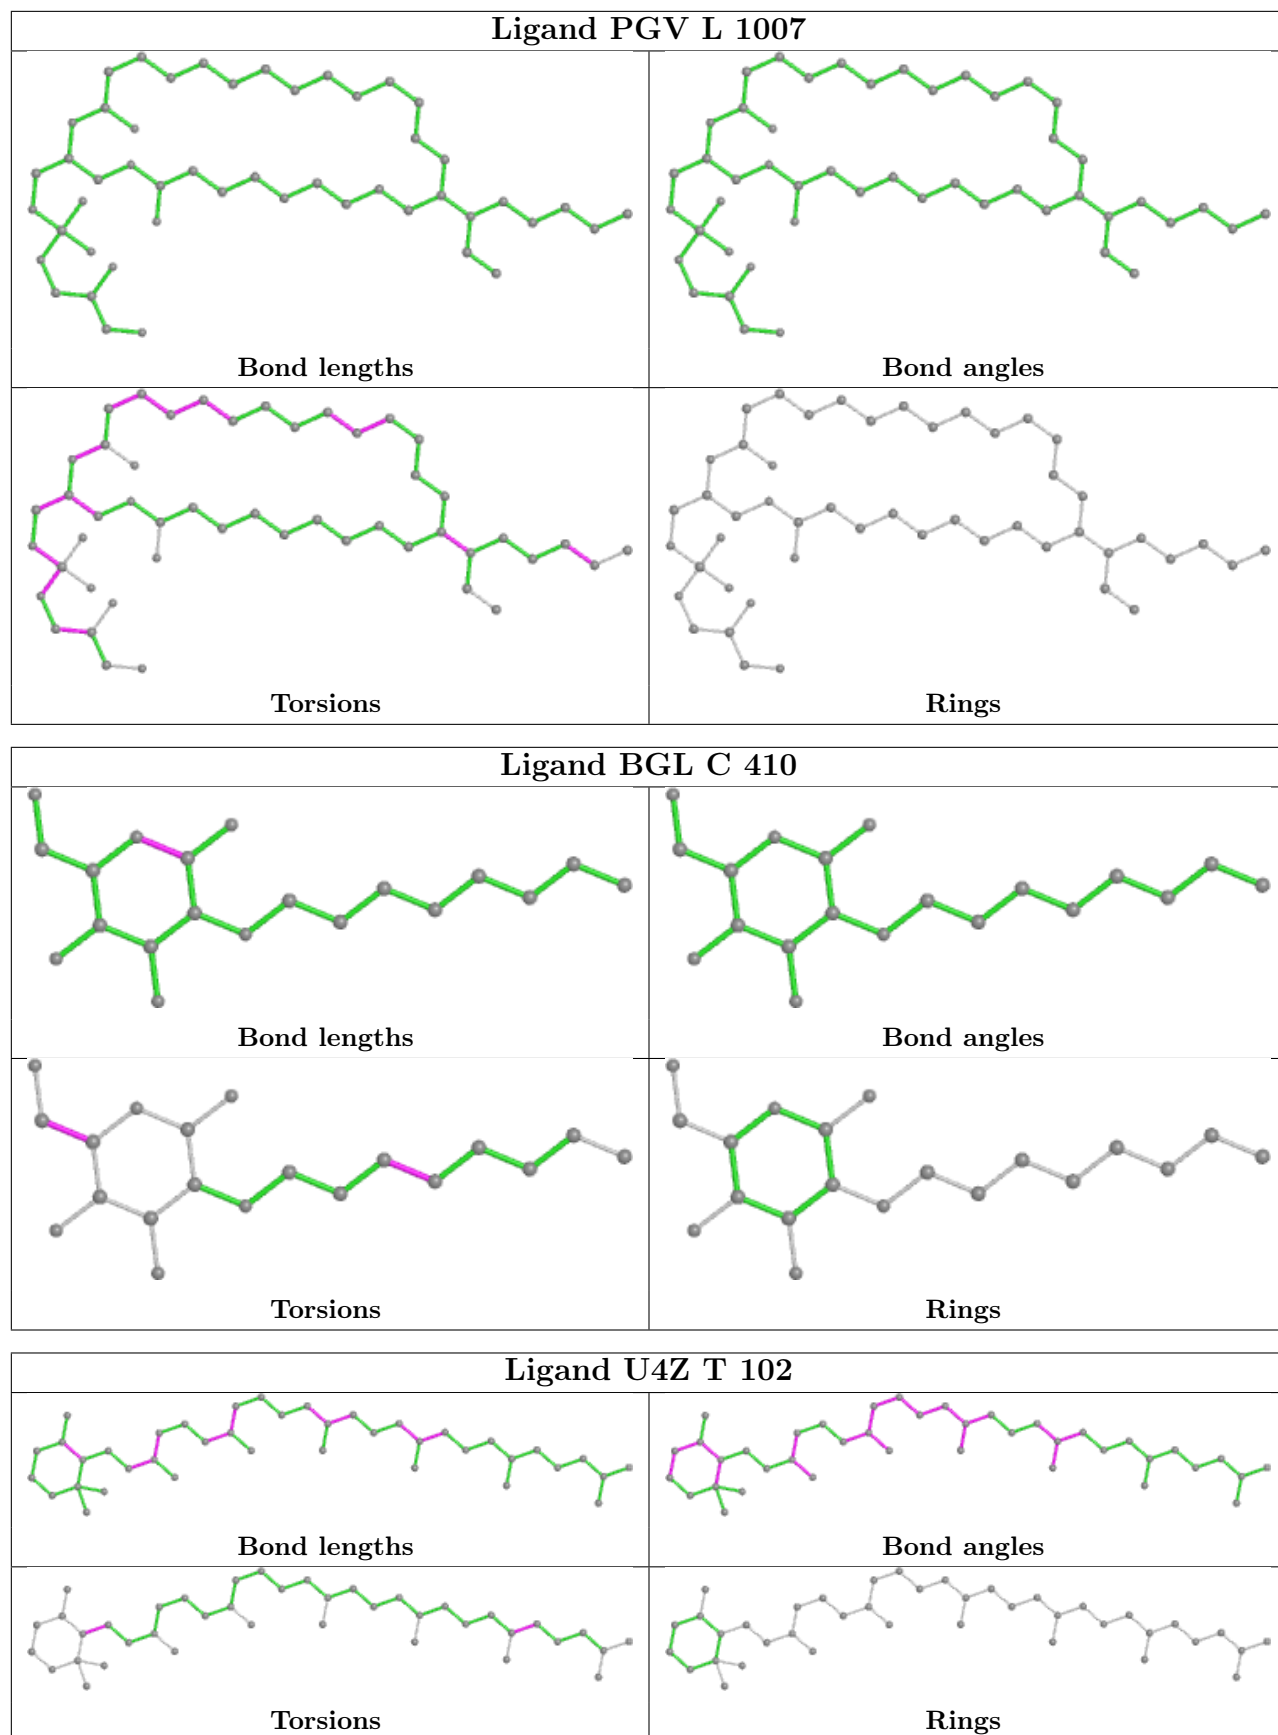 Ligand PGV L 1007
Bond lengths
Bond angles
Torsions
Rings
Ligand BGL C 410
Bond lengths
Bond angles
Torsions
Rings
Ligand U4Z T 102
Bond lengths
Bond angles
Torsions
Rings